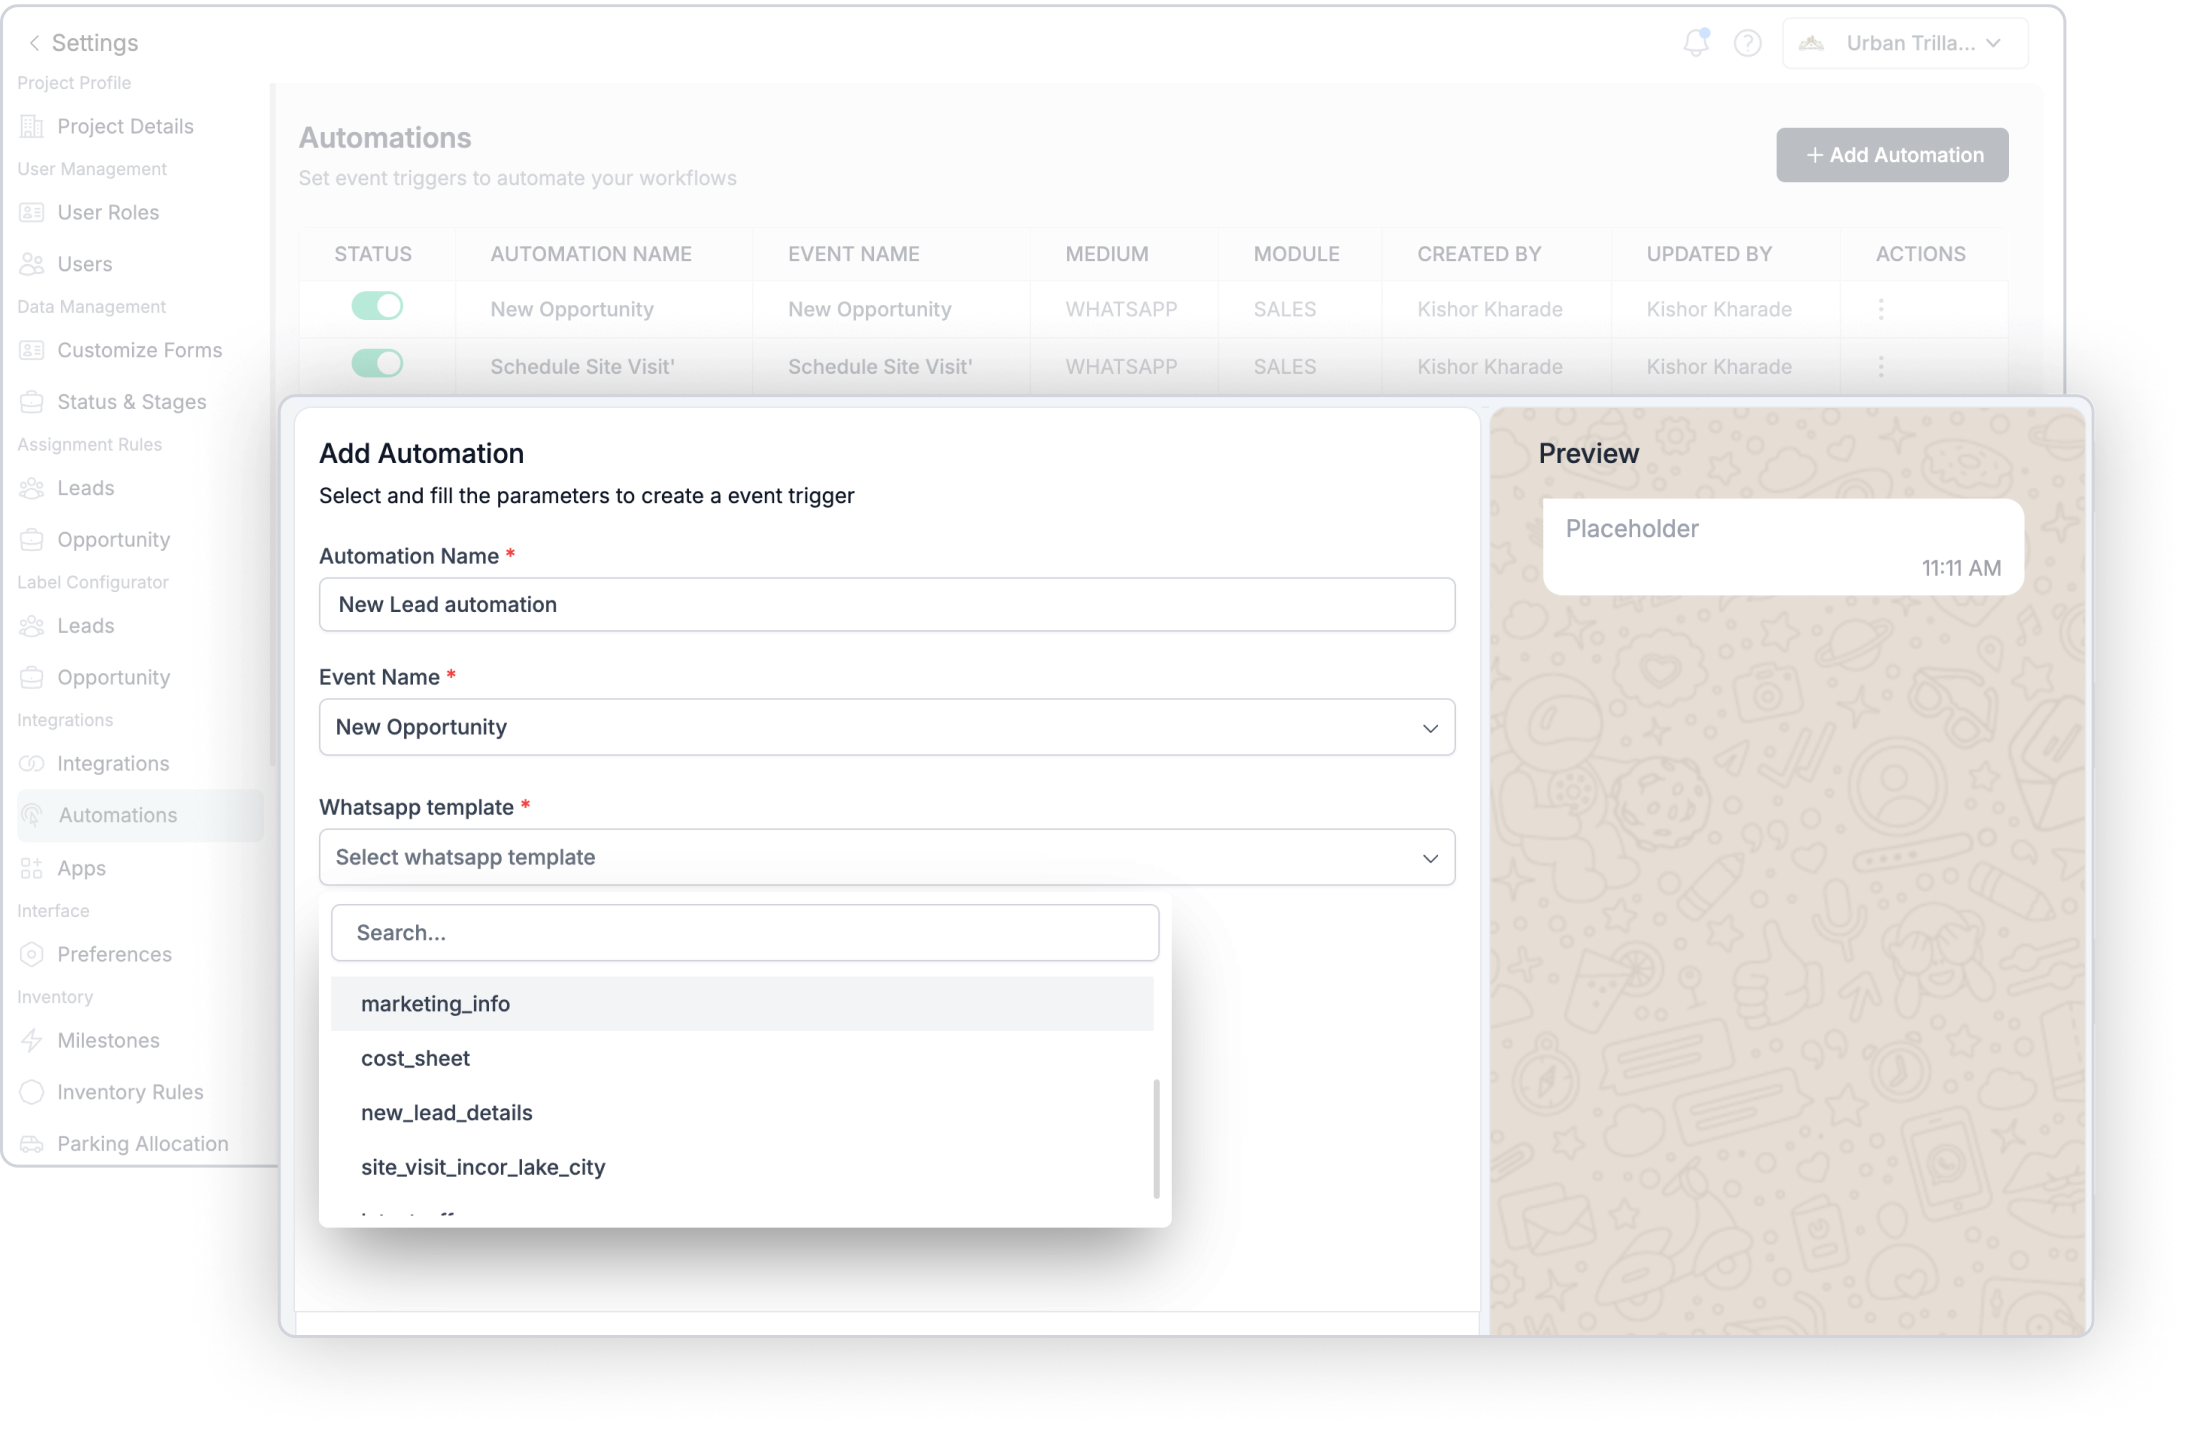 Settings
Urban Trilla...
Project Profile
Project Details
User Management
User Roles
Users
Data Management
Customize Forms
Status & Stages
Assignment Rules
Leads
Opportunity
Label Configurator
Leads
Opportunity
Integrations
Integrations
Automations
Apps
Interface
Preferences
Inventory
Milestones
Inventory Rules
Parking Allocation
Automations
Set event triggers to automate your workflows
+ Add Automation
STATUS AUTOMATION NAME EVENT NAME MEDIUM MODULE CREATED BY UPDATED BY ACTIONS
New Opportunity New Opportunity WHATSAPP SALES Kishor Kharade Kishor Kharade
Schedule Site Visit' Schedule Site Visit' WHATSAPP SALES Kishor Kharade Kishor Kharade
Add Automation
Select and fill the parameters to create a event trigger
Automation Name *
New Lead automation
Event Name *
New Opportunity
Whatsapp template *
Select whatsapp template
Search...
marketing_info
cost_sheet
new_lead_details
site_visit_incor_lake_city
Preview
Placeholder
11:11 AM